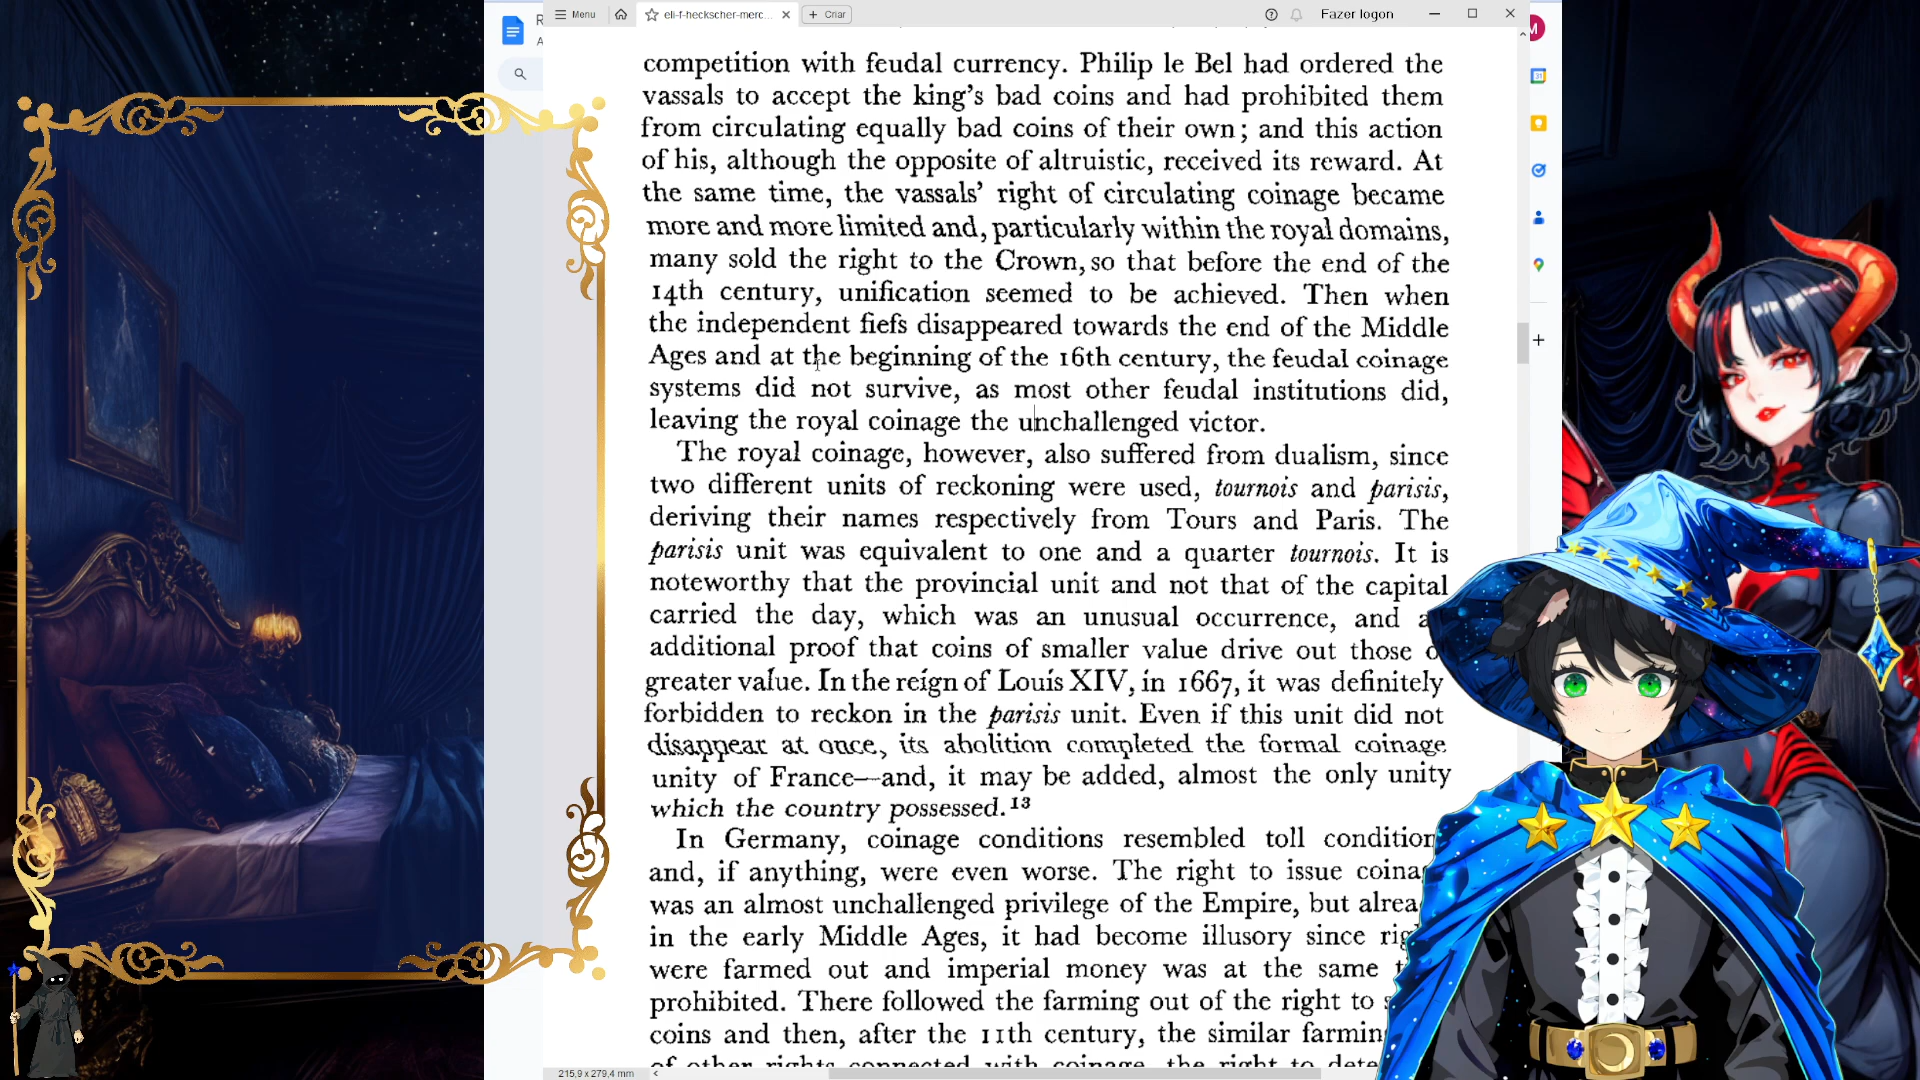 Menu
eli-f-heckscher-merc...
Criar
Fazer logon
competition with feudal currency. Philip le Bel had ordered the
vassals to accept the king's bad coins and had prohibited them
from circulating equally bad coins of their own; and this action
of his, although the opposite of altruistic, received its reward. At
the same time, the vassals' right of circulating coinage became
more and more limited and, particularly within the royal domains,
many sold the right to the Crown, so that before the end of the
14th century, unification seemed to be achieved. Then when
the independent fiefs disappeared towards the end of the Middle
Ages and at the beginning of the 16th century, the feudal coinage
systems did not survive, as most other feudal institutions did,
leaving the royal coinage the unchallenged victor.
The royal coinage, however, also suffered from dualism, since
two different units of reckoning were used, tournois and parisis,
deriving their names respectively from Tours and Paris. The
parisis unit was equivalent to one and a quarter tournois. It is
noteworthy that the provincial unit and not that of the capital
carried the day, which was an unusual occurrence, and
additional proof that coins of smaller value drive out those
greater value. In the reign of Louis XIV, in 1667, it was definitely
forbidden to reckon in the parisis unit. Even if this unit did not
disappear at once, its abolition completed the formal coinage
unity of France—and, it may be added, almost the only unity
which the country possessed.13
In Germany, coinage conditions resembled toll condition
and, if anything, were even worse. The right to issue coina
was an almost unchallenged privilege of the Empire, but alrea
in the early Middle Ages, it had become illusory since rig
were farmed out and imperial money was at the same
prohibited. There followed the farming out of the right to
coins and then, after the 11th century, the similar farmin
of other rights connected with coinage, the right to dete
215,9 x 279,4 mm